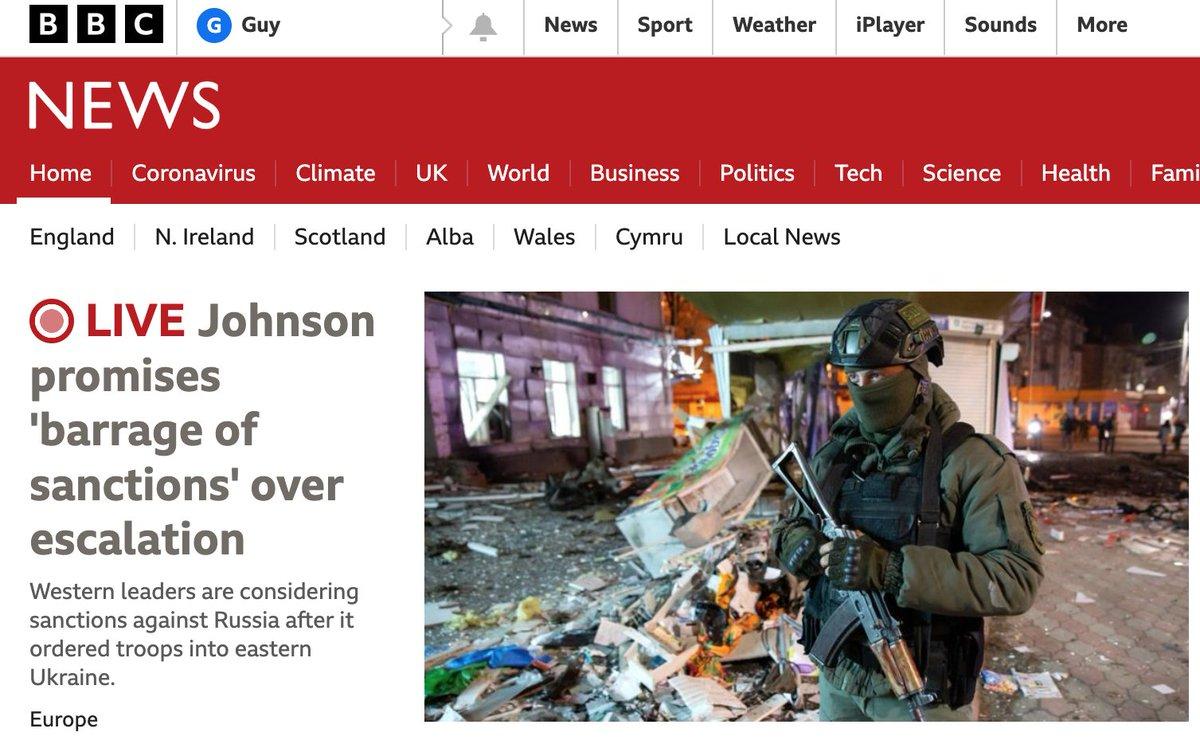 BBC
G Guy
News
Sport
Weather
iPlayer
Sounds
More
NEWS
Home
Coronavirus
Climate
UK
World
Business
Politics
Tech
Science
Health
Fami
England
N. Ireland
Scotland
Alba
Wales
Cymru
Local News
LIVE Johnson
promises
'barrage of
sanctions' over
escalation
Western leaders are considering
sanctions against Russia after it
ordered troops into eastern
Ukraine.
Europe